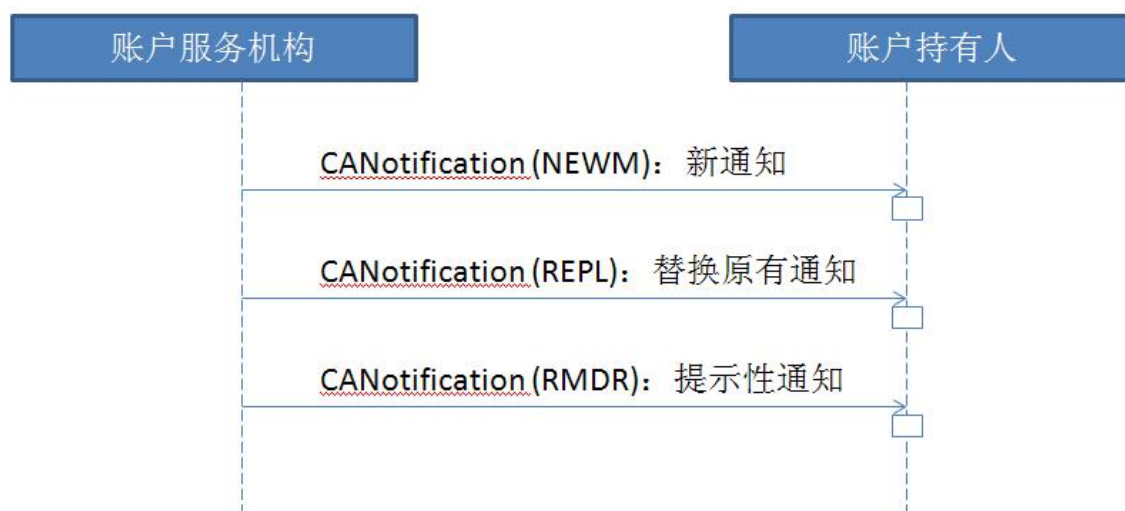 账户服务机构
账户持有人
CANotification (NEWM)：新通知
CANotification (REPL)：替换原有通知
CANotification (RMDR)：提示性通知